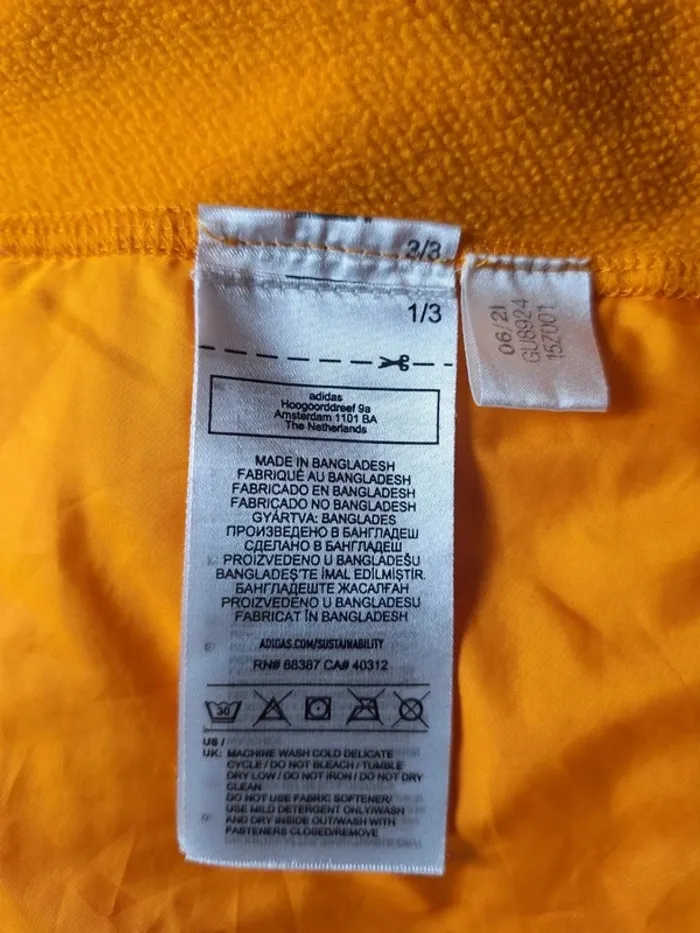 3/3
1/3
adidas
Hoogoorddreef 9a
Amsterdam 1101 BA
The Netherlands
MADE IN BANGLADESH
FABRIQUÉ AU BANGLADESH
FABRICADO EN BANGLADESH
FABRICADO NO BANGLADESH
GYÁRTVA: BANGLADES
ПРОИЗВЕДЕНО В БАНГЛАДЕШ
СДЕЛАНО В БАНГЛАДЕШ
PROIZVEDENO U BANGLADEŠU
BANGLADEŞ'TE İMAL EDİLMİŞTİR.
БАНГЛАДЕШТЕ ЖАСАЛҒАН
PROIZVEDENO U BANGLADEŠU
FABRICAT ÎN BANGLADESH
ADIDAS.COM/SUSTAINABILITY
RN# 88387 CA# 40312
30
US /
UK: MACHINE WASH COLD DELICATE
CYCLE / DO NOT BLEACH / TUMBLE
DRY LOW / DO NOT IRON / DO NOT DRY
CLEAN
DO NOT USE FABRIC SOFTENER/
USE MILD DETERGENT ONLY/WASH
AND DRY INSIDE OUT/WASH WITH
FASTENERS CLOSED/REMOVE
06/21
GU8924
15Z001